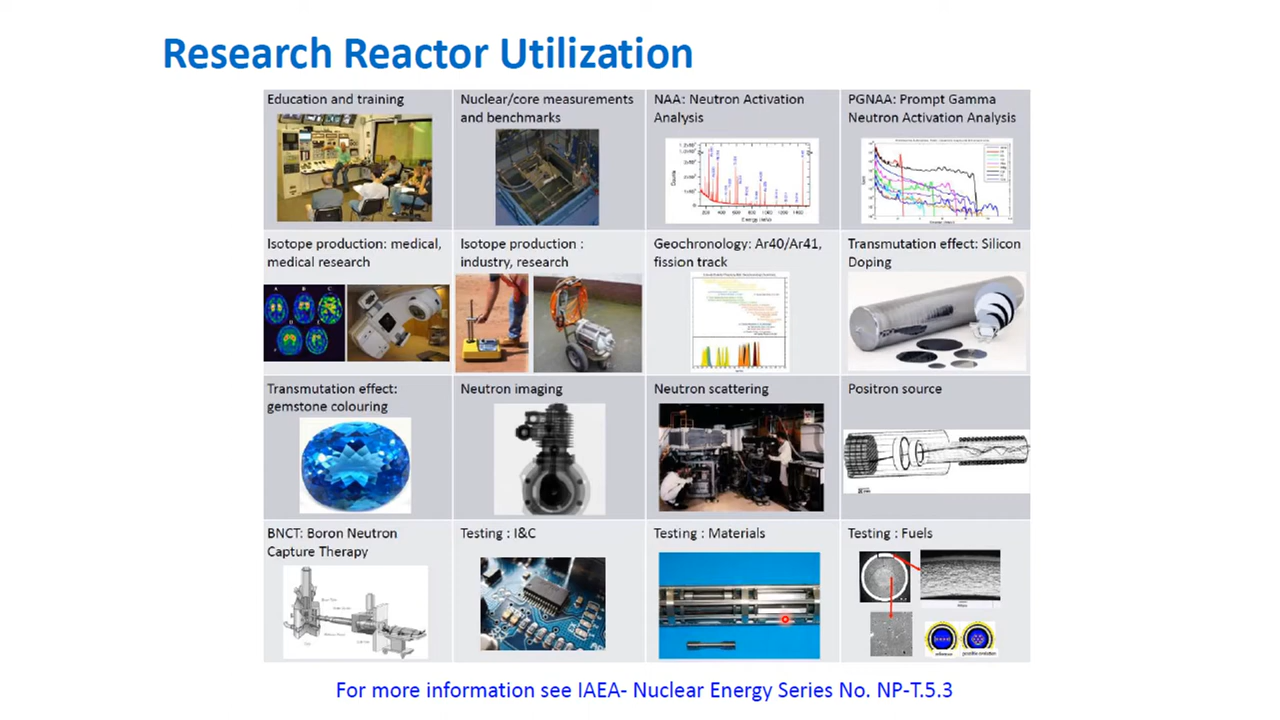 Research Reactor Utilization
Education and training
Nuclear/core measurements
and benchmarks
NAA: Neutron Activation
Analysis
PGNAA: Prompt Gamma
Neutron Activation Analysis
Isotope production: medical,
medical research
Isotope production :
industry, research
Geochronology: Ar40/Ar41,
fission track
Transmutation effect: Silicon
Doping
Transmutation effect:
gemstone colouring
Neutron imaging
Neutron scattering
Positron source
BNCT: Boron Neutron
Capture Therapy
Testing : I&C
Testing : Materials
Testing : Fuels
For more information see IAEA- Nuclear Energy Series No. NP-T.5.3